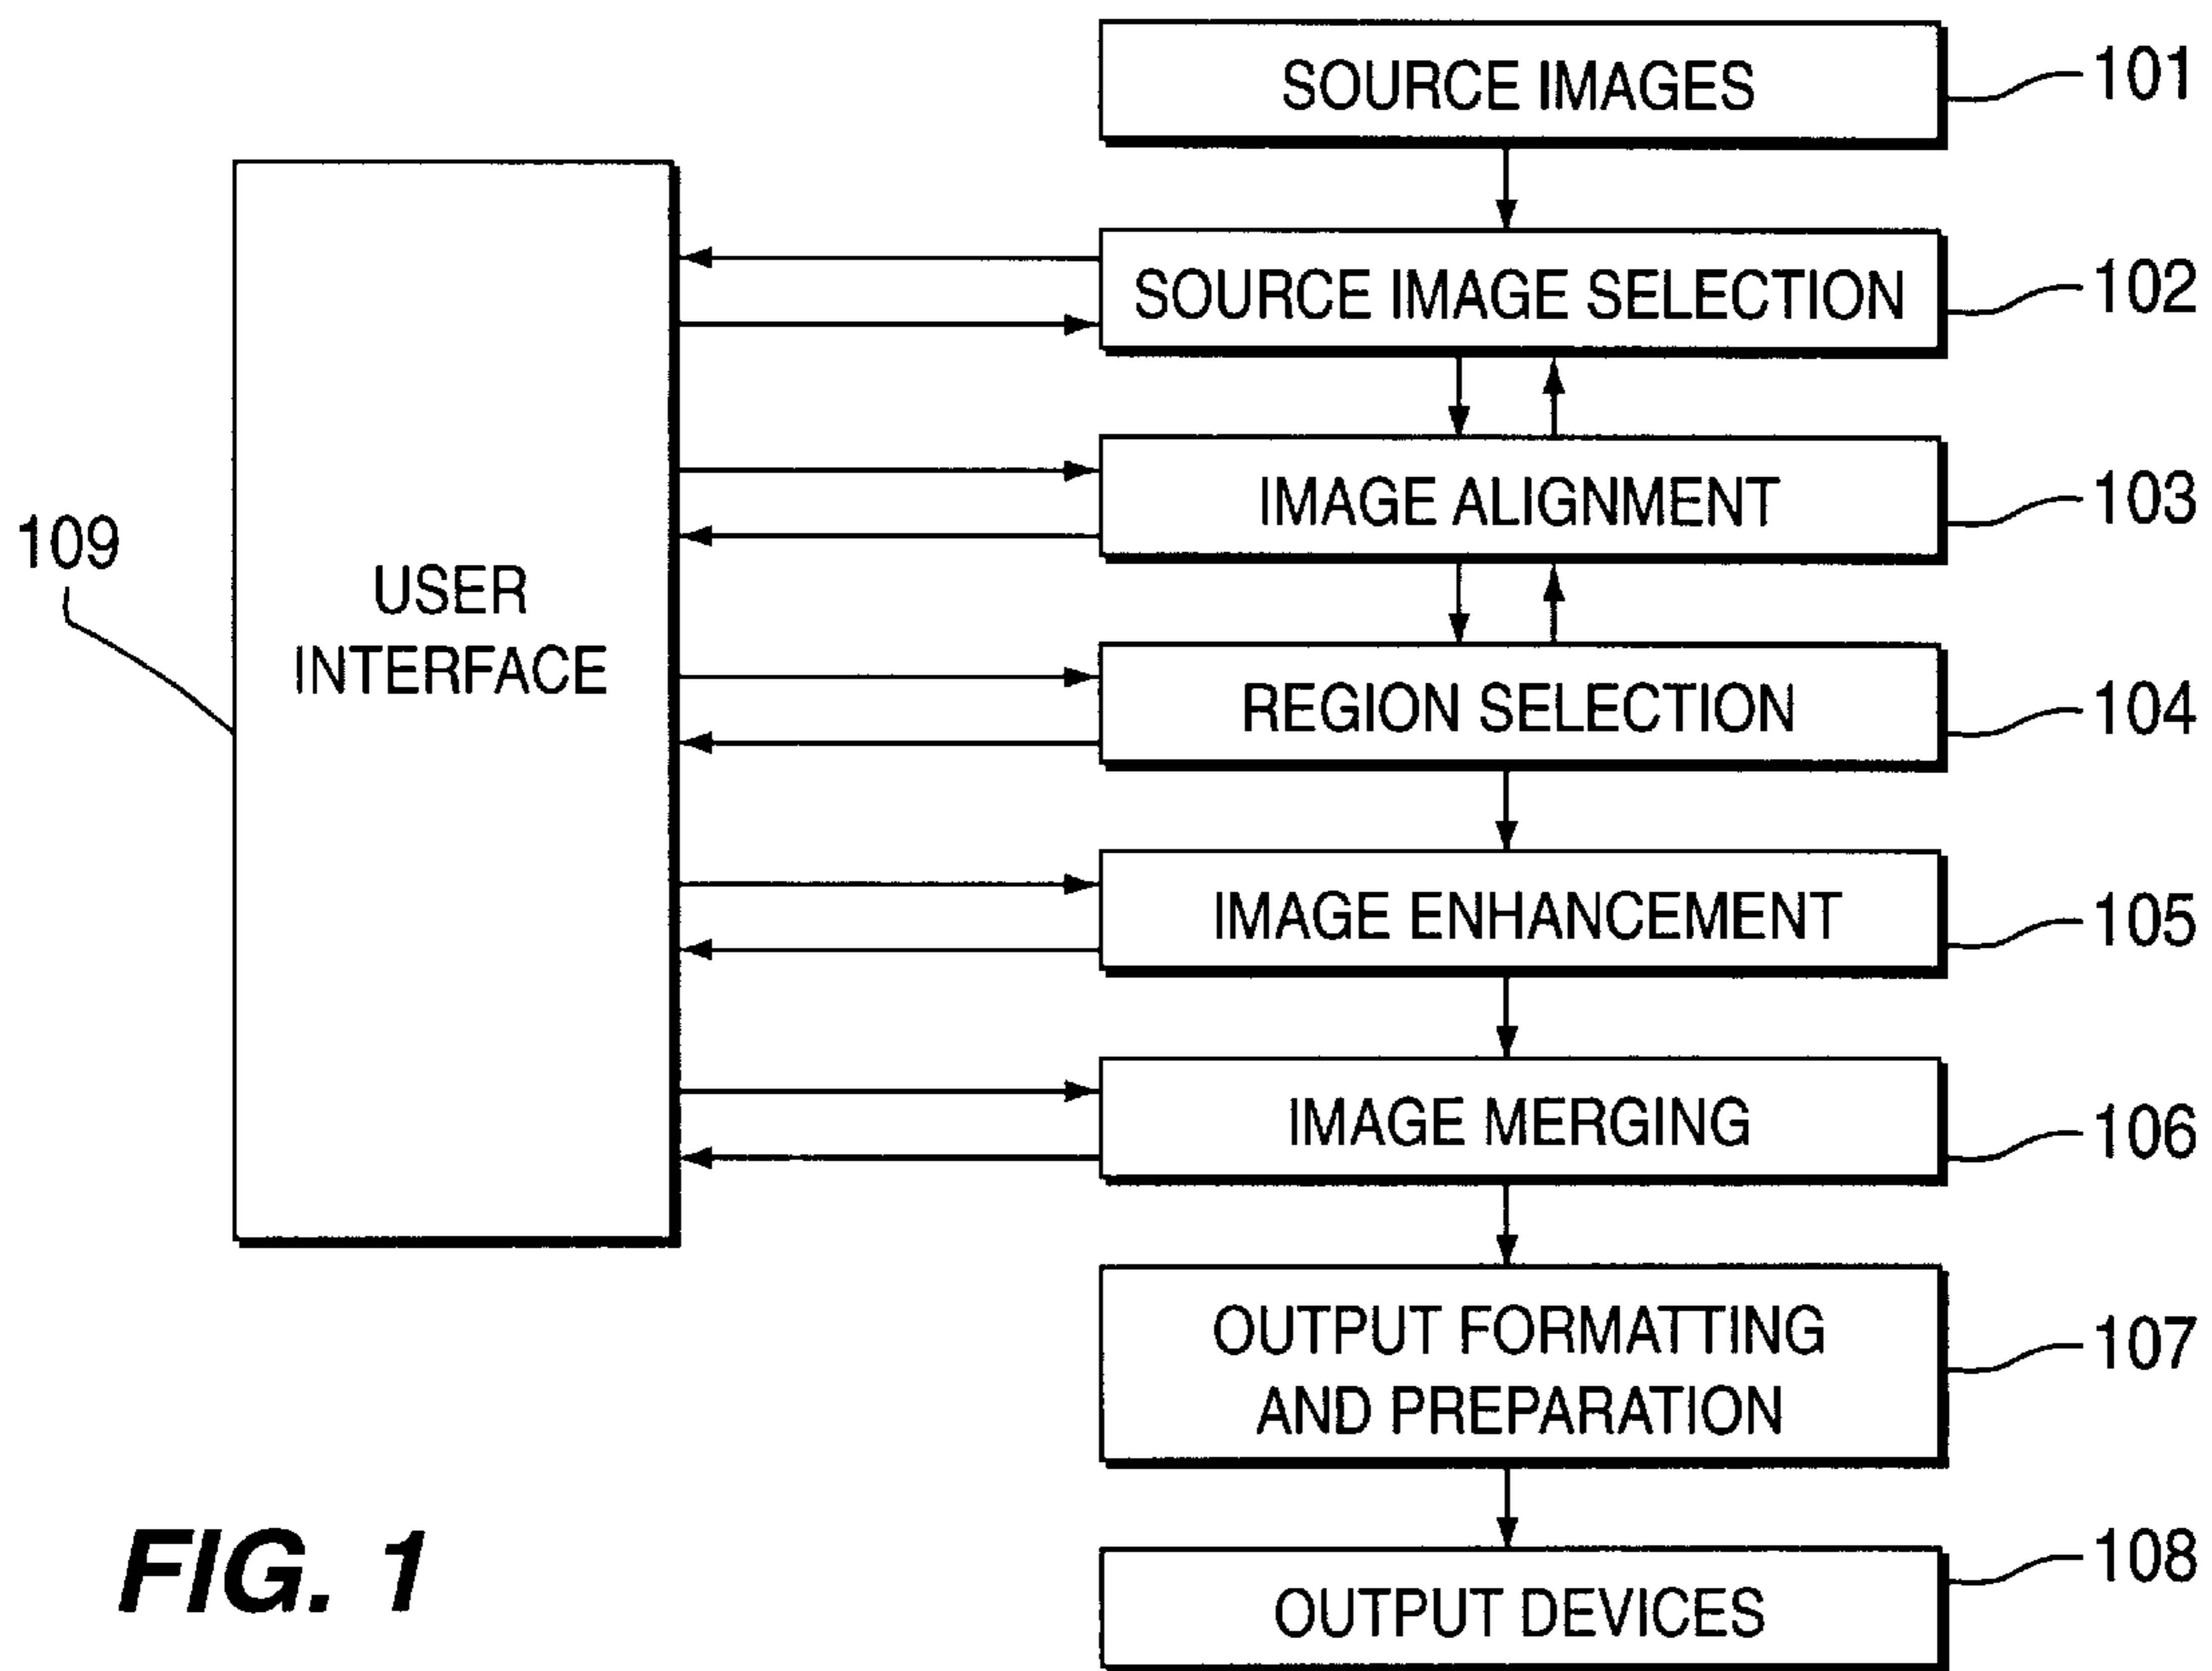 SOURCE IMAGES
101
SOURCE IMAGE SELECTION
102
IMAGE ALIGNMENT
103
109
USER
INTERFACE
REGION SELECTION
104
IMAGE ENHANCEMENT
105
IMAGE MERGING
106
OUTPUT FORMATTING
AND PREPARATION
107
OUTPUT DEVICES
108
FIG. 1